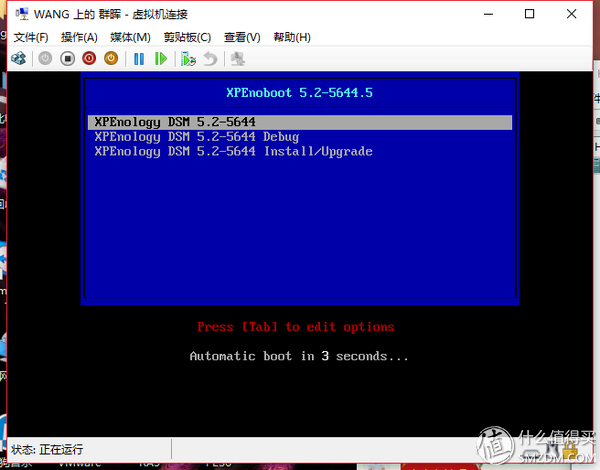 WANG 上的 群晖 - 虚拟机连接
文件(F) 操作(A) 媒体(M) 剪贴板(C) 查看(V) 帮助(H)
XPEnoboot 5.2-5644.5
XPEnology DSM 5.2-5644
XPEnology DSM 5.2-5644 Debug
XPEnology DSM 5.2-5644 Install/Upgrade
Press [Tab] to edit options
Automatic boot in 3 seconds...
状态: 正在运行
值 什么值得买
SMZDM.COM